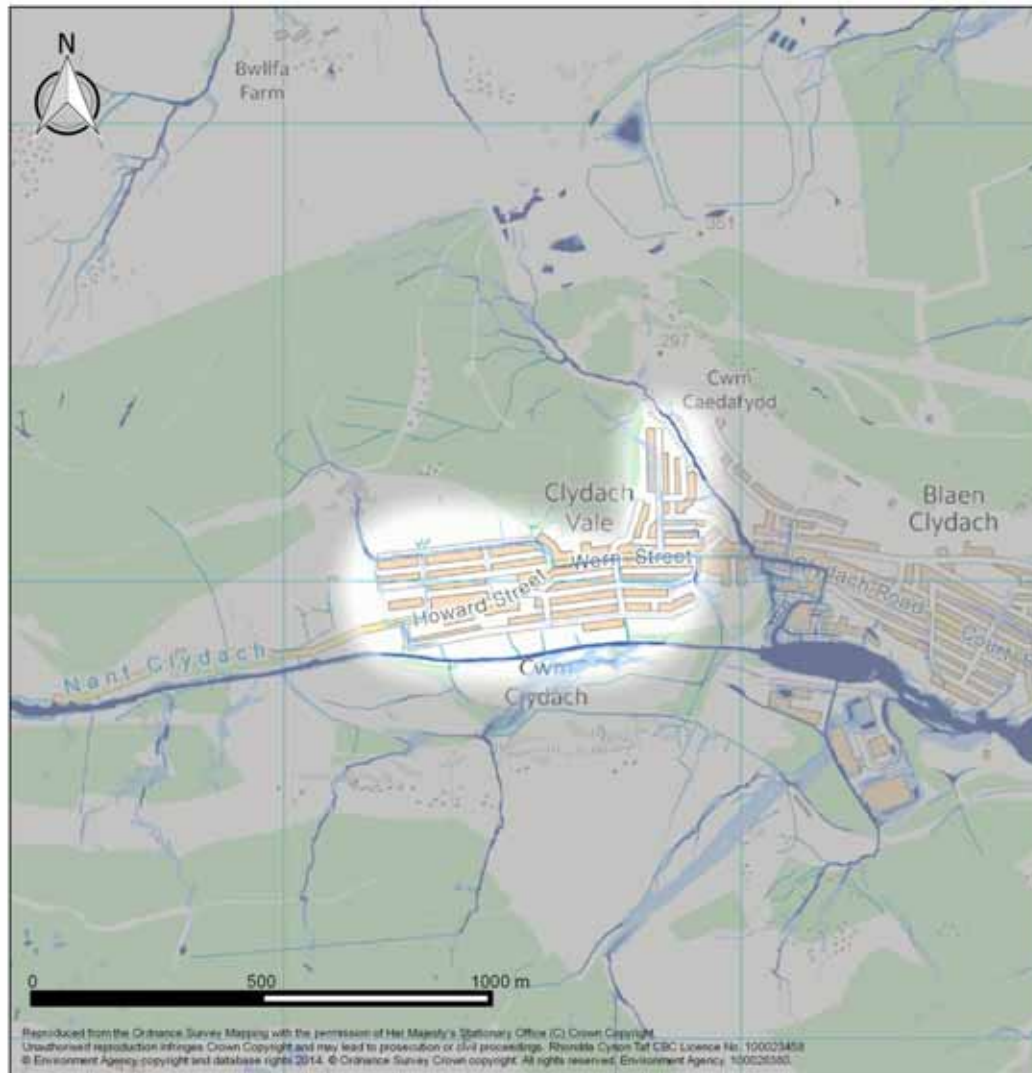 N
Bwllfa
Farm
351
297
Cwm
Caedafydd
Clydach
Vale
Blaen
Clydach
Wern Street
Clydach Road
Howard Street
Court
Nant Clydach
Cwm
Clydach
0 500 1000 m
Reproduced from the Ordnance Survey Mapping with the permission of Her Majesty's Stationary Office (C) Crown Copyright
Unauthorised reproduction infringes Crown Copyright and may lead to prosecution or civil proceedings. Rhondda Cynon Taf CBC Licence No. 100023458
© Environment Agency copyright and database rights 2014. © Ordnance Survey Crown copyright. All rights reserved. Environment Agency, 100026380.